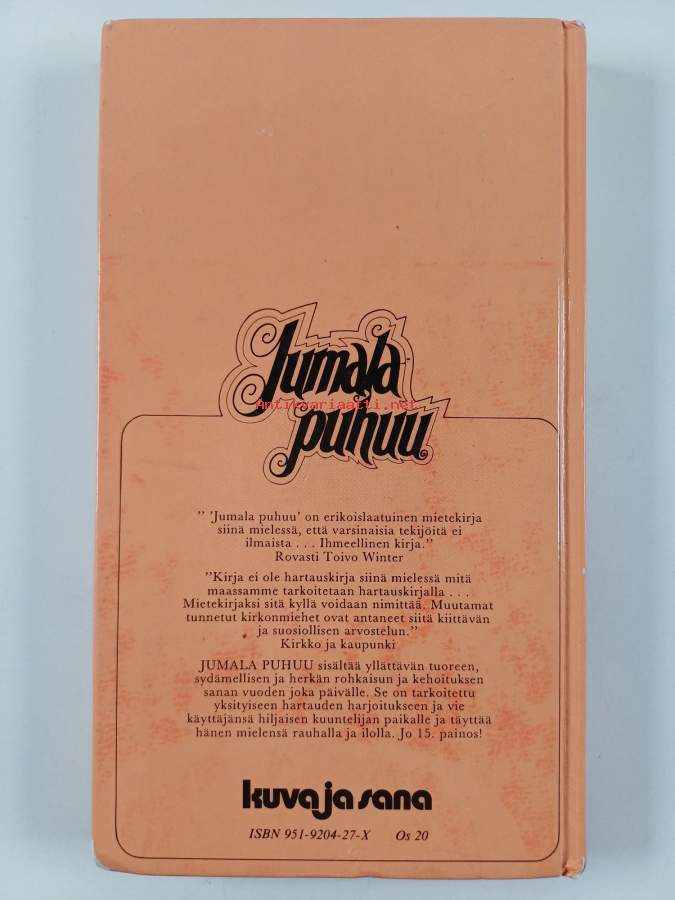 Jumala
Antikvariaatti.net
puhuu
" 'Jumala puhuu' on erikoislaatuinen mietekirja
siinä mielessä, että varsinaisia tekijöitä ei
ilmaista . . . Ihmeellinen kirja."
Rovasti Toivo Winter
"Kirja ei ole hartauskirja siinä mielessä mitä
maassamme tarkoitetaan hartauskirjalla . . .
Mietekirjaksi sitä kyllä voidaan nimittää. Muutamat
tunnetut kirkonmiehet ovat antaneet siitä kiittävän
ja suosiollisen arvostelun."
Kirkko ja kaupunki
JUMALA PUHUU sisältää yllättävän tuoreen,
sydämellisen ja herkän rohkaisun ja kehoituksen
sanan vuoden joka päivälle. Se on tarkoitettu
yksityiseen hartauden harjoitukseen ja vie
käyttäjänsä hiljaisen kuuntelijan paikalle ja täyttää
hänen mielensä rauhalla ja ilolla. Jo 15. painos!
kuva ja sana
ISBN 951-9204-27-X Os 20